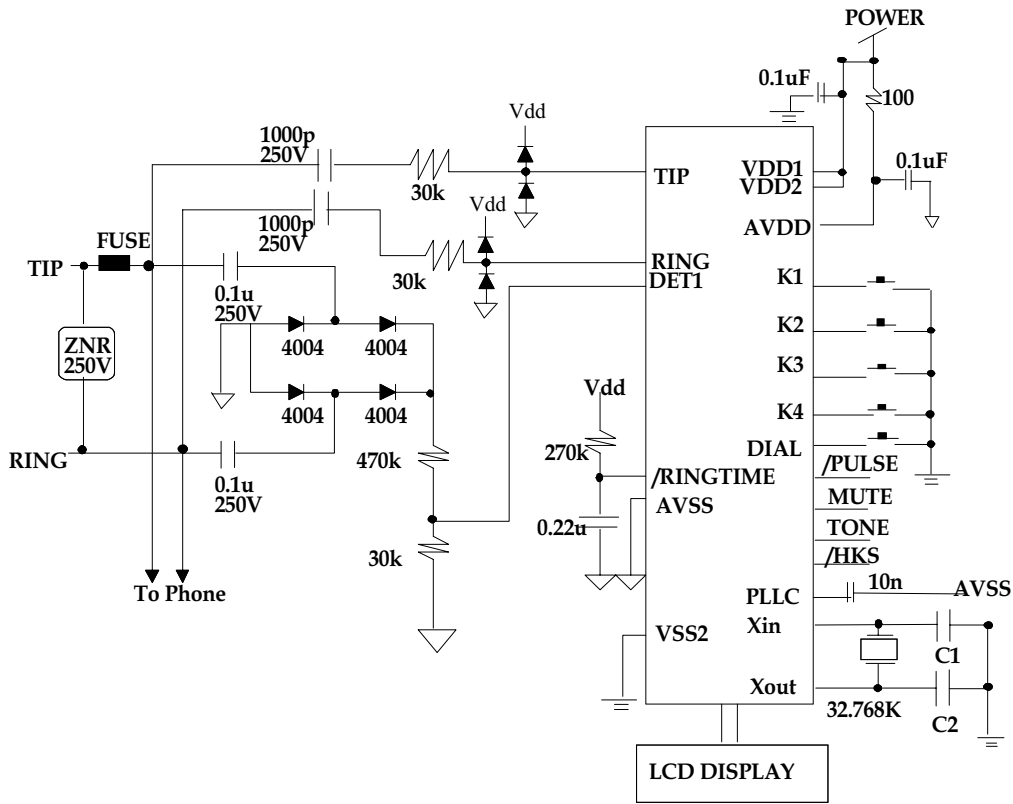 POWER
0.1uF
100
Vdd
1000p
250V
0.1uF
VDD1
VDD2
TIP
30k
Vdd
AVDD
1000p
250V
FUSE
TIP
RING
30k
DET1
K1
0.1u
250V
ZNR
250V
4004
4004
K2
K3
4004
4004
Vdd
K4
RING
470k
270k
DIAL
0.1u
250V
/RINGTIME
/PULSE
AVSS
MUTE
0.22u
TONE
30k
/HKS
To Phone
10n
PLLC
AVSS
VSS2
Xin
C1
Xout
32.768K
C2
LCD DISPLAY